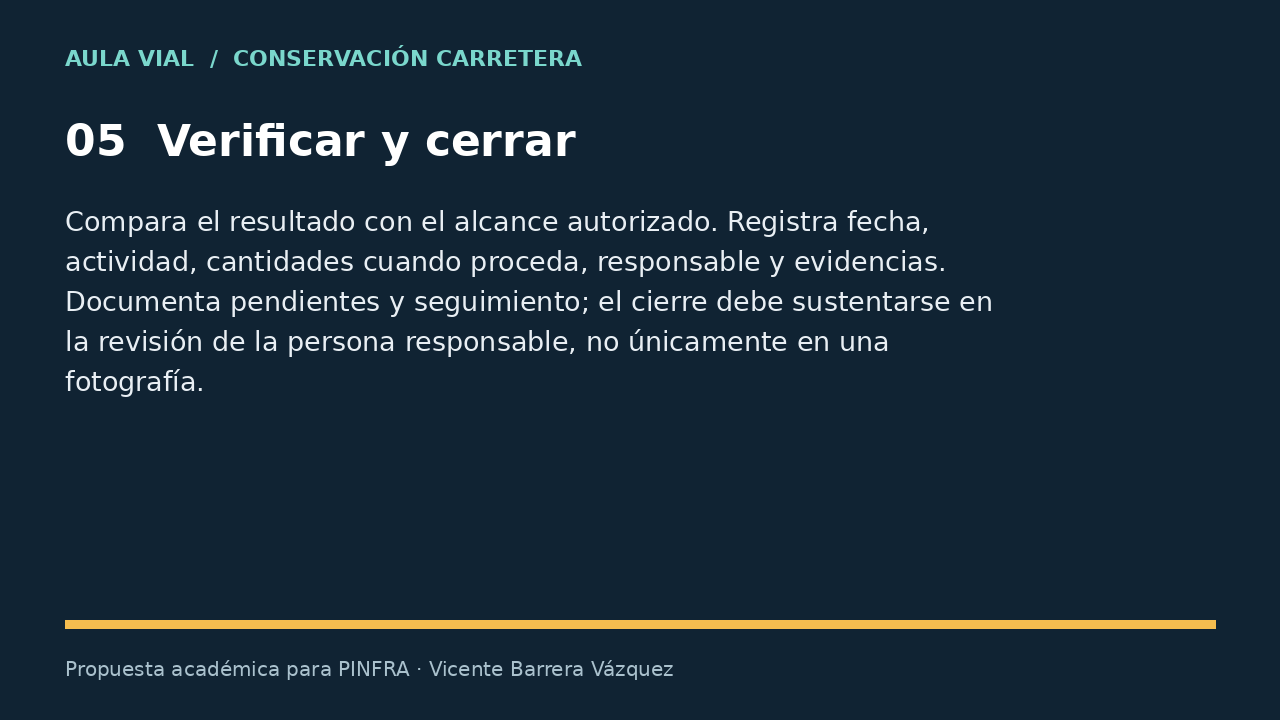 AULA VIAL / CONSERVACIÓN CARRETERA
05 Verificar y cerrar
Compara el resultado con el alcance autorizado. Registra fecha,
actividad, cantidades cuando proceda, responsable y evidencias.
Documenta pendientes y seguimiento; el cierre debe sustentarse en
la revisión de la persona responsable, no únicamente en una
fotografía.
Propuesta académica para PINFRA · Vicente Barrera Vázquez